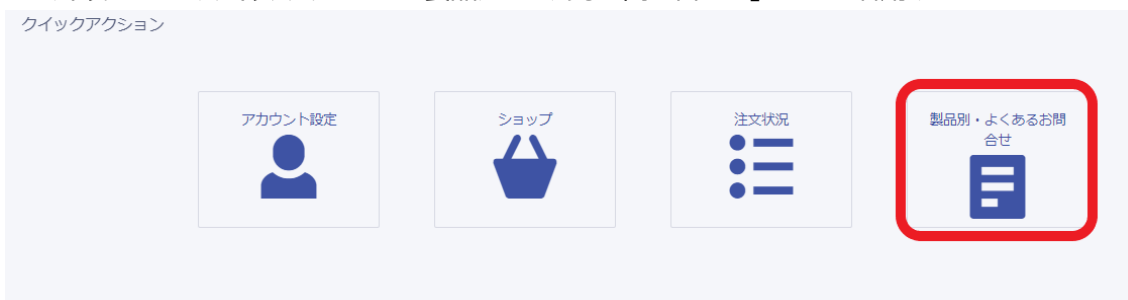 クイックアクション
アカウント設定
ショップ
注文状況
製品別・よくあるお問
合せ